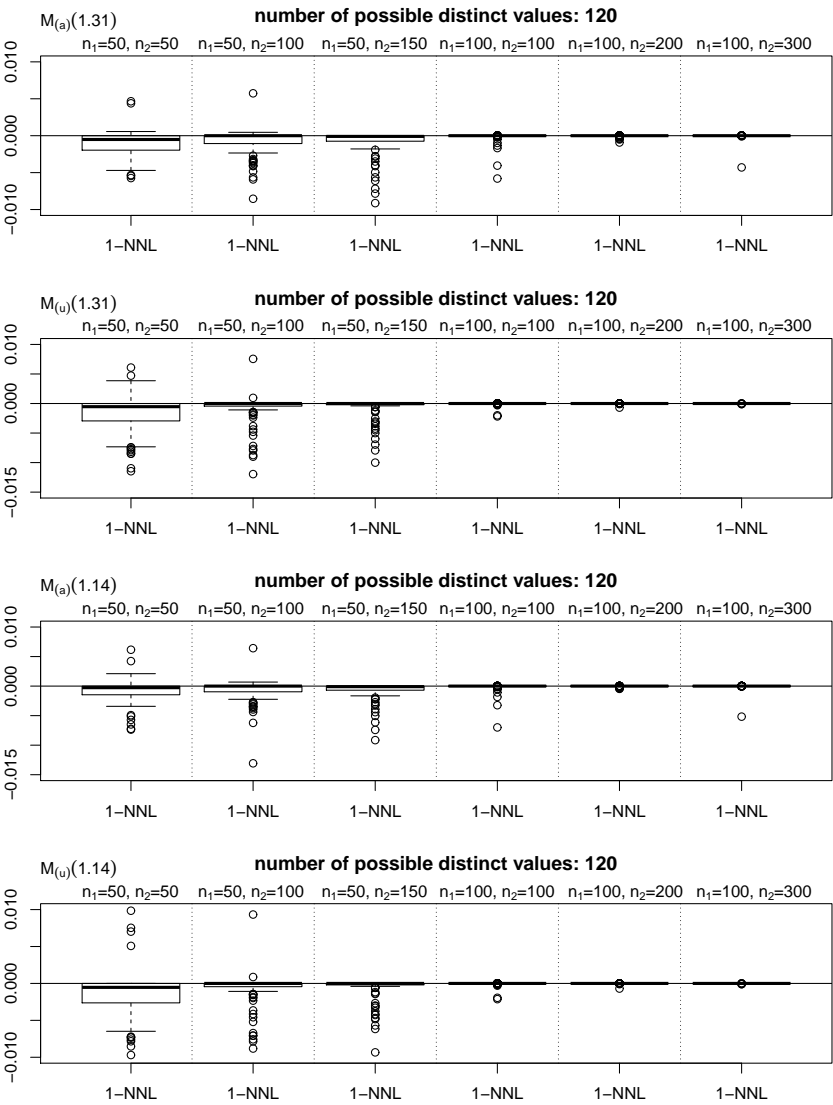 M(a)(1.31) number of possible distinct values: 120
n1=50, n2=50 n1=50, n2=100 n1=50, n2=150 n1=100, n2=100 n1=100, n2=200 n1=100, n2=300
0.010
0.000
−0.010
1−NNL 1−NNL 1−NNL 1−NNL 1−NNL 1−NNL
M(u)(1.31) number of possible distinct values: 120
n1=50, n2=50 n1=50, n2=100 n1=50, n2=150 n1=100, n2=100 n1=100, n2=200 n1=100, n2=300
0.010
0.000
−0.015
1−NNL 1−NNL 1−NNL 1−NNL 1−NNL 1−NNL
M(a)(1.14) number of possible distinct values: 120
n1=50, n2=50 n1=50, n2=100 n1=50, n2=150 n1=100, n2=100 n1=100, n2=200 n1=100, n2=300
0.010
0.000
−0.015
1−NNL 1−NNL 1−NNL 1−NNL 1−NNL 1−NNL
M(u)(1.14) number of possible distinct values: 120
n1=50, n2=50 n1=50, n2=100 n1=50, n2=150 n1=100, n2=100 n1=100, n2=200 n1=100, n2=300
0.010
0.000
−0.010
1−NNL 1−NNL 1−NNL 1−NNL 1−NNL 1−NNL